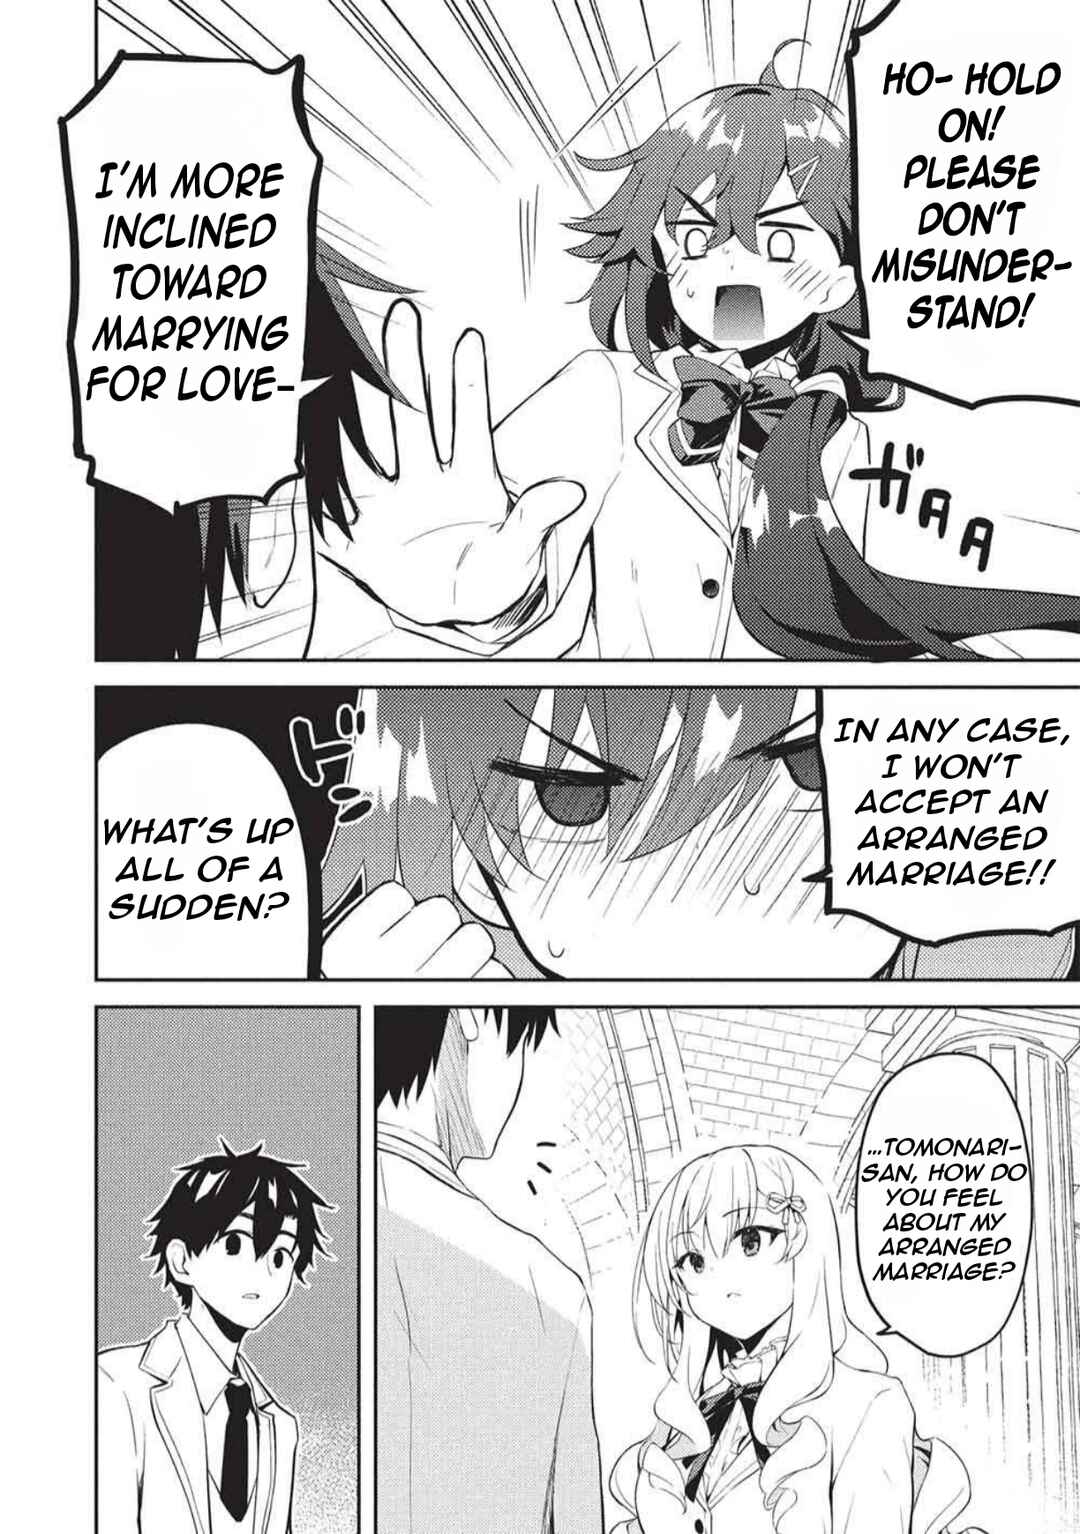 HO- HOLD
ON!
PLEASE
DON'T
MISUNDER-
STAND!
I'M MORE
INCLINED
TOWARD
MARRYING
FOR LOVE-
ガAA
IN ANY CASE,
I WON'T
ACCEPT AN
ARRANGED
MARRIAGE!!
ドド
WHAT'S UP
ALL OF A
SUDDEN?
...TOMONARI-
SAN, HOW DO
YOU FEEL
ABOUT MY
ARRANGED
MARRIAGE?